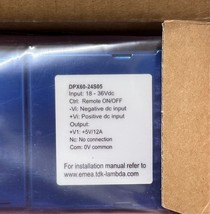 DPX60-24S05
Input: 18 - 36Vdc
Ctrl: Remote ON/OFF
-Vi: Negative dc input
+Vi: Positive dc input
Output:
+V1: +5V/12A
Nc: No connection
Com: 0V common
For installation manual refer to
www.emea.tdk-lambda.com